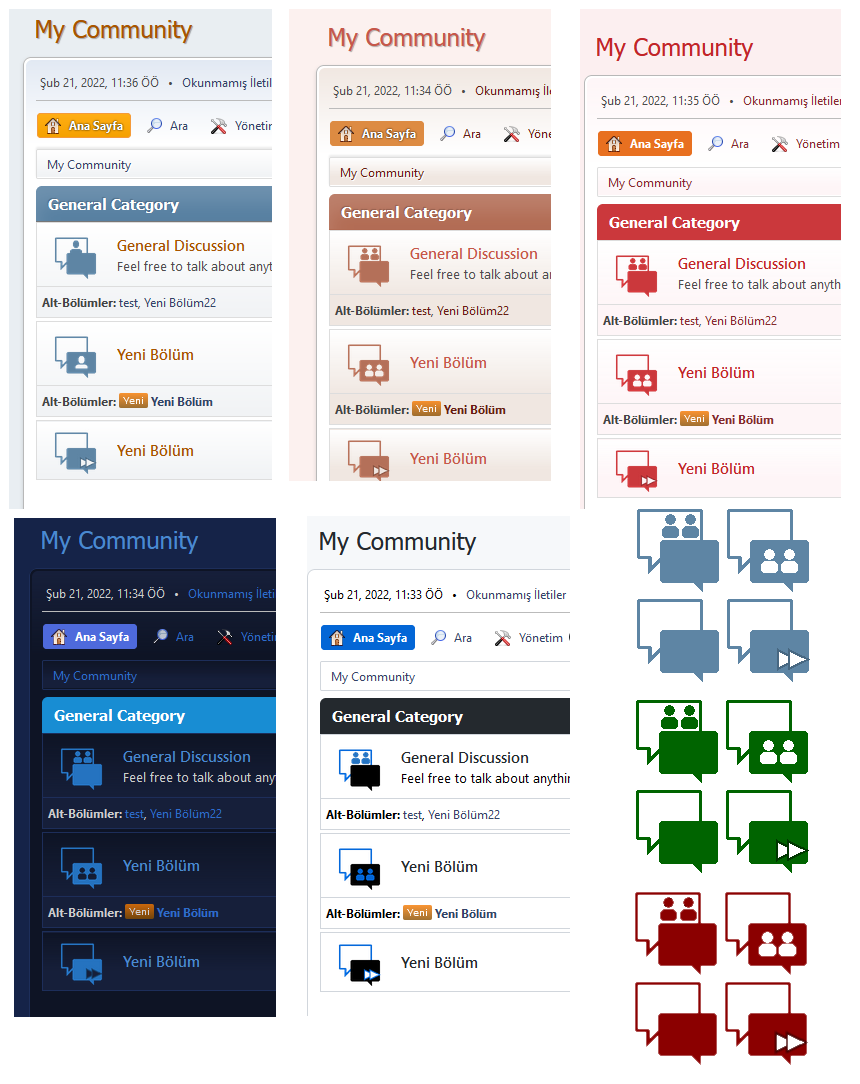 My Community
Şub 21, 2022, 11:36 ÖÖ • Okunmamış İletil
Ana Sayfa Ara Yönetim
My Community
General Category
General Discussion
Feel free to talk about anyt
Alt-Bölümler: test, Yeni Bölüm22
Yeni Bölüm
Alt-Bölümler: Yeni Yeni Bölüm
Yeni Bölüm
My Community
Şub 21, 2022, 11:34 ÖÖ • Okunmamış İle
Ana Sayfa Ara Yöne
My Community
General Category
General Discussion
Feel free to talk about an
Alt-Bölümler: test, Yeni Bölüm22
Yeni Bölüm
Alt-Bölümler: Yeni Yeni Bölüm
Yeni Bölüm
My Community
Şub 21, 2022, 11:35 ÖÖ • Okunmamış İletiler
Ana Sayfa Ara Yönetim
My Community
General Category
General Discussion
Feel free to talk about anyth
Alt-Bölümler: test, Yeni Bölüm22
Yeni Bölüm
Alt-Bölümler: Yeni Yeni Bölüm
Yeni Bölüm
My Community
Şub 21, 2022, 11:34 ÖÖ • Okunmamış İleti
Ana Sayfa Ara Yöneti
My Community
General Category
General Discussion
Feel free to talk about any
Alt-Bölümler: test, Yeni Bölüm22
Yeni Bölüm
Alt-Bölümler: Yeni Yeni Bölüm
Yeni Bölüm
My Community
Şub 21, 2022, 11:33 ÖÖ • Okunmamış İletiler
Ana Sayfa Ara Yönetim
My Community
General Category
General Discussion
Feel free to talk about anythin
Alt-Bölümler: test, Yeni Bölüm22
Yeni Bölüm
Alt-Bölümler: Yeni Yeni Bölüm
Yeni Bölüm